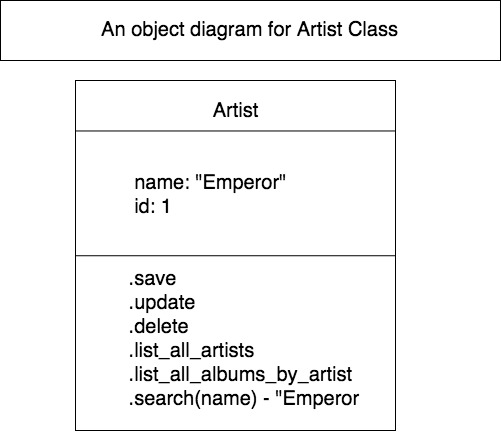 An object diagram for Artist Class
Artist
name: "Emperor"
id: 1
.save
.update
.delete
.list_all_artists
.list_all_albums_by_artist
.search(name) - "Emperor